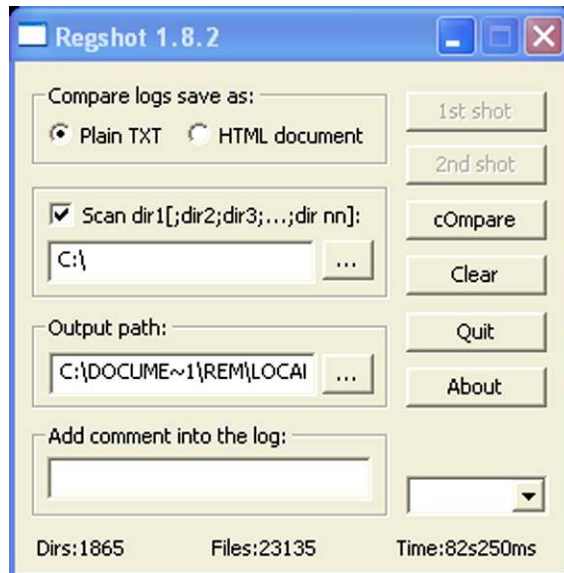 Regshot 1.8.2
Compare logs save as:
Plain TXT HTML document
1st shot
2nd shot
Scan dir1[;dir2;dir3;...;dir nn]:
C:\ ...
cOmpare
Clear
Output path:
C:\DOCUME~1\REM\LOCAl ...
Quit
About
Add comment into the log:
Dirs:1865 Files:23135 Time:82s250ms